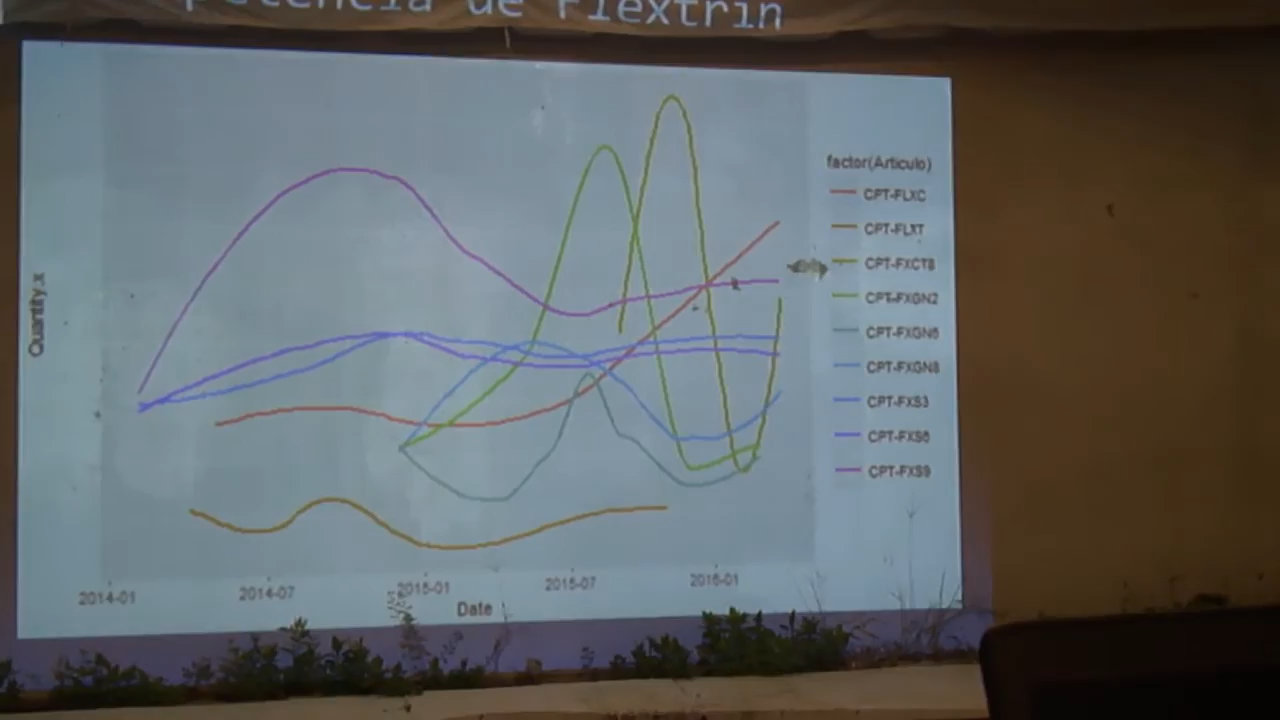 potencia de Flextrin
Quantity.x
factor(Articulo)
CPT-FLXC
CPT-FLXT
CPT-FXCT8
CPT-FXGN2
CPT-FXGN6
CPT-FXGN8
CPT-FXS3
CPT-FXS6
CPT-FXS9
2014-01
2014-07
2015-01
2015-07
2016-01
Date